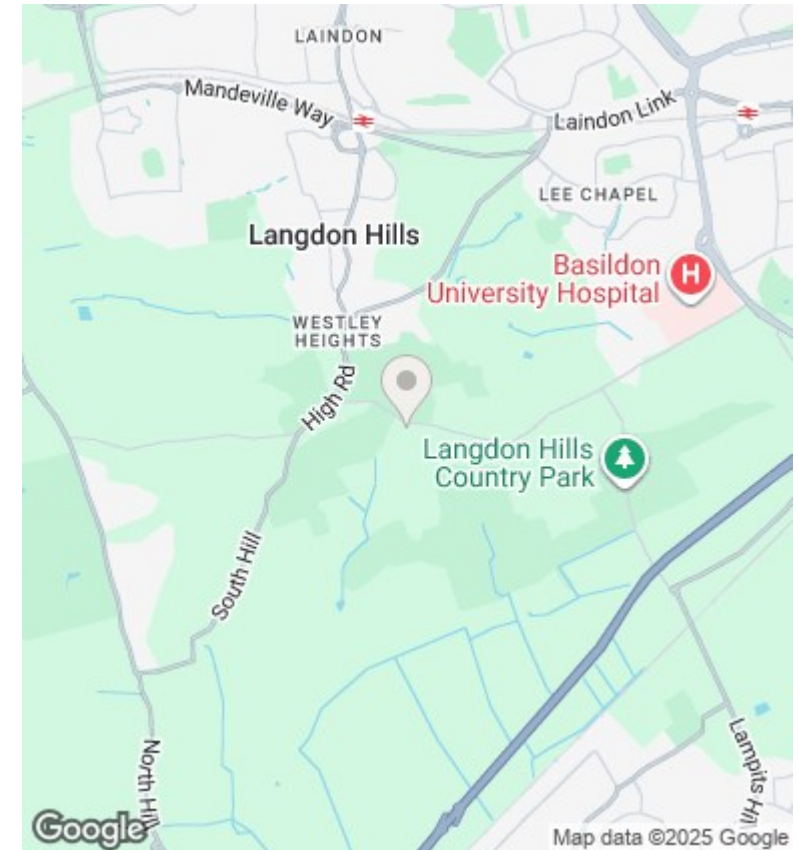 LAINDON
Mandeville Way
Laindon Link
LEE CHAPEL
Langdon Hills
Basildon
University Hospital
H
WESTLEY
HEIGHTS
High Rd
Langdon Hills
Country Park
South Hill
North Hill
Lampits Hill
Google
Map data ©2025 Google